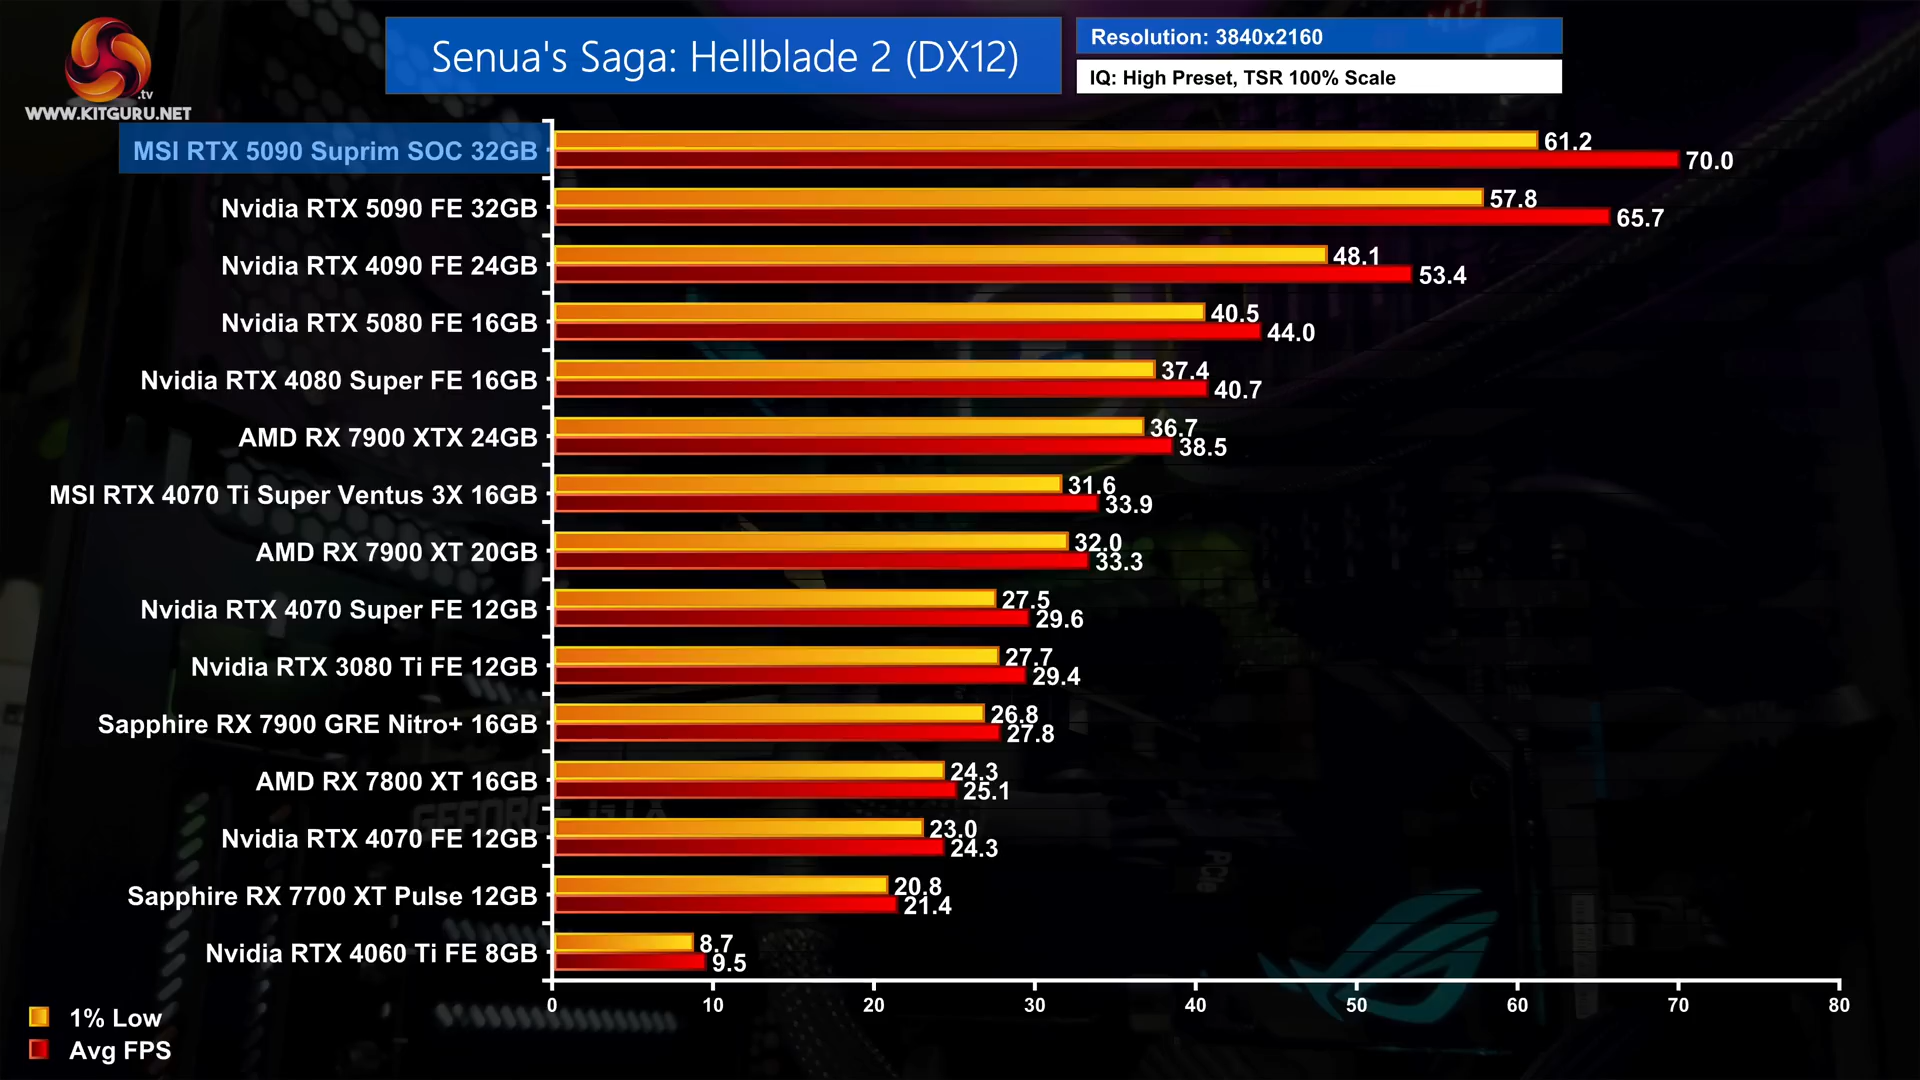 .tv
WWW.KITGURU.NET
Senua's Saga: Hellblade 2 (DX12)
Resolution: 3840x2160
IQ: High Preset, TSR 100% Scale
MSI RTX 5090 Suprim SOC 32GB
61.2
70.0
Nvidia RTX 5090 FE 32GB
57.8
65.7
Nvidia RTX 4090 FE 24GB
48.1
53.4
Nvidia RTX 5080 FE 16GB
40.5
44.0
Nvidia RTX 4080 Super FE 16GB
37.4
40.7
AMD RX 7900 XTX 24GB
36.7
38.5
MSI RTX 4070 Ti Super Ventus 3X 16GB
31.6
33.9
AMD RX 7900 XT 20GB
32.0
33.3
Nvidia RTX 4070 Super FE 12GB
27.5
29.6
Nvidia RTX 3080 Ti FE 12GB
27.7
29.4
Sapphire RX 7900 GRE Nitro+ 16GB
26.8
27.8
AMD RX 7800 XT 16GB
24.3
25.1
GEFORCE GTX
Nvidia RTX 4070 FE 12GB
23.0
24.3
PCIe
Sapphire RX 7700 XT Pulse 12GB
20.8
21.4
Nvidia RTX 4060 Ti FE 8GB
8.7
9.5
0 10 20 30 40 50 60 70 80
1% Low
Avg FPS